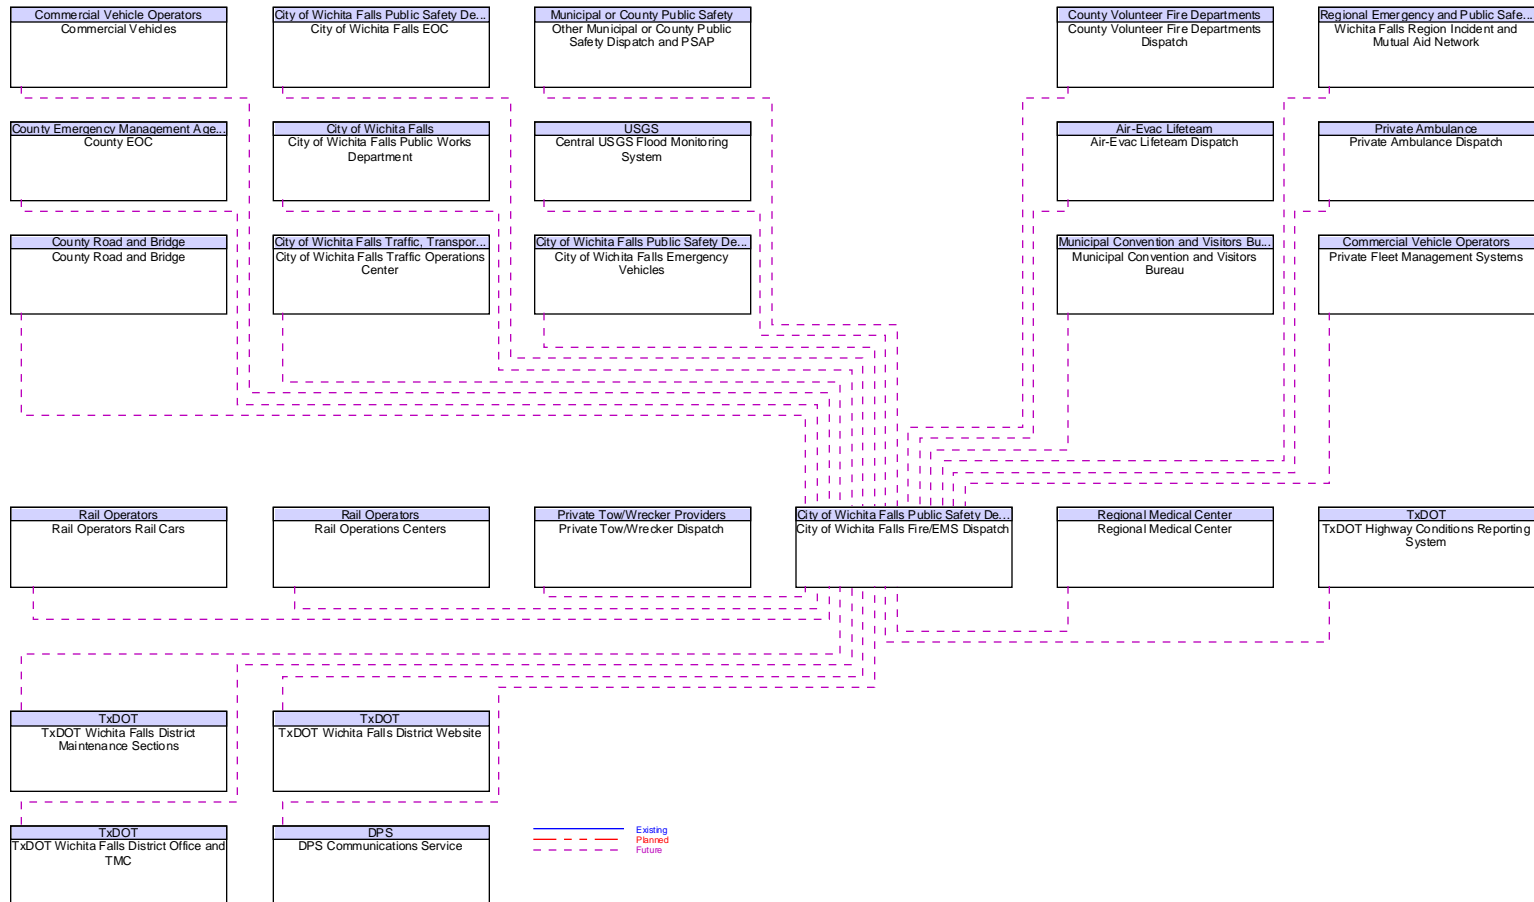 Commercial Vehicle Operators
Commercial Vehicles
City of Wichita Falls Public Safety De...
City of Wichita Falls EOC
Municipal or County Public Safety
Other Municipal or County Public
Safety Dispatch and PSAP
County Volunteer Fire Departments
County Volunteer Fire Departments
Dispatch
Regional Emergency and Public Safe...
Wichita Falls Region Incident and
Mutual Aid Network
County Emergency Management Age...
County EOC
City of Wichita Falls
City of Wichita Falls Public Works
Department
USGS
Central USGS Flood Monitoring
System
Air-Evac Lifeteam
Air-Evac Lifeteam Dispatch
Private Ambulance
Private Ambulance Dispatch
County Road and Bridge
County Road and Bridge
City of Wichita Falls Traffic, Transpor...
City of Wichita Falls Traffic Operations
Center
City of Wichita Falls Public Safety De...
City of Wichita Falls Emergency
Vehicles
Municipal Convention and Visitors Bu...
Municipal Convention and Visitors
Bureau
Commercial Vehicle Operators
Private Fleet Management Systems
Rail Operators
Rail Operators Rail Cars
Rail Operators
Rail Operations Centers
Private Tow/Wrecker Providers
Private Tow/Wrecker Dispatch
City of Wichita Falls Public Safety De...
City of Wichita Falls Fire/EMS Dispatch
Regional Medical Center
Regional Medical Center
TxDOT
TxDOT Highway Conditions Reporting
System
TxDOT
TxDOT Wichita Falls District
Maintenance Sections
TxDOT
TxDOT Wichita Falls District Website
TxDOT
TxDOT Wichita Falls District Office and
TMC
DPS
DPS Communications Service
Existing
Planned
Future